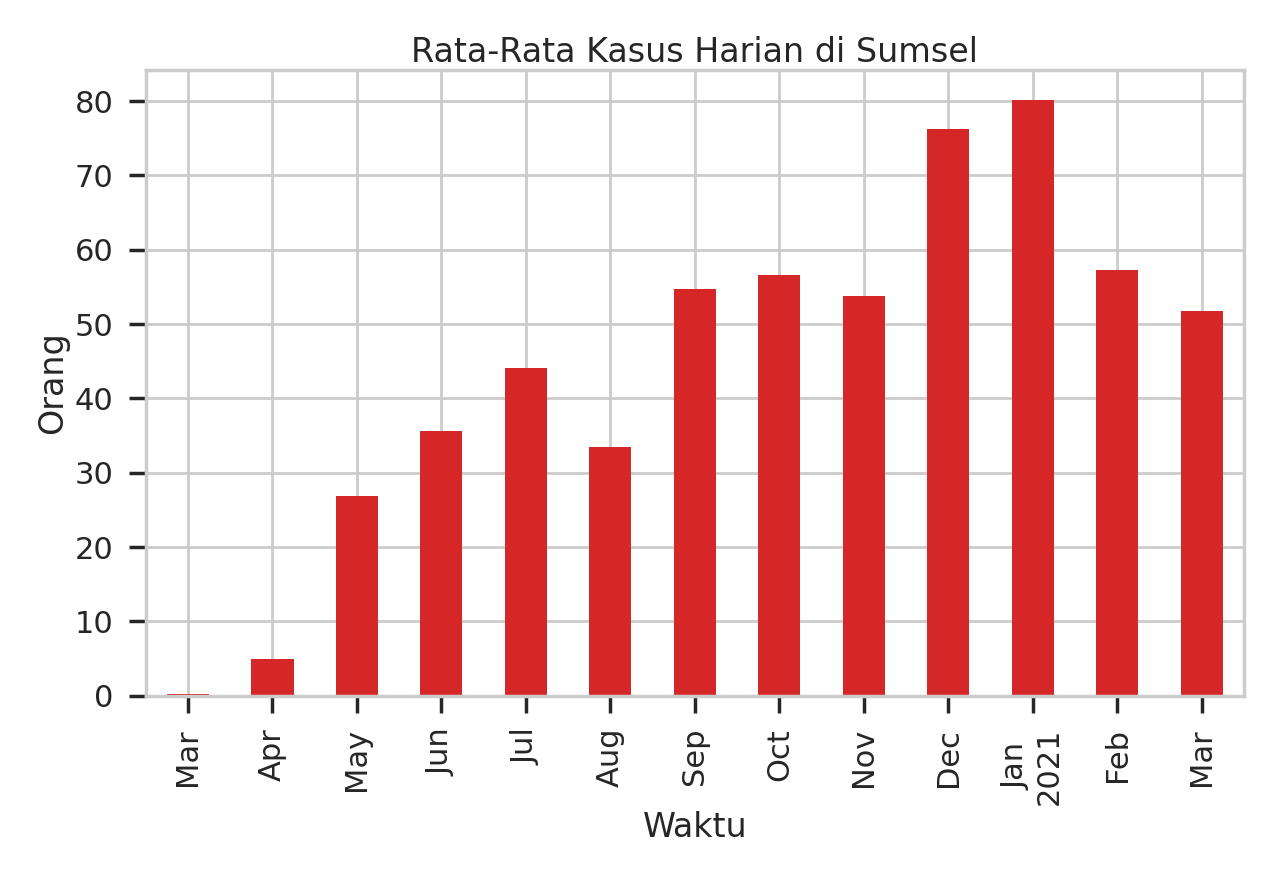 Rata-Rata Kasus Harian di Sumsel
80
70
60
50
40
30
20
10
0
Orang
Mar
Apr
May
Jun
Jul
Aug
Sep
Oct
Nov
Dec
Jan
2021
Feb
Mar
Waktu